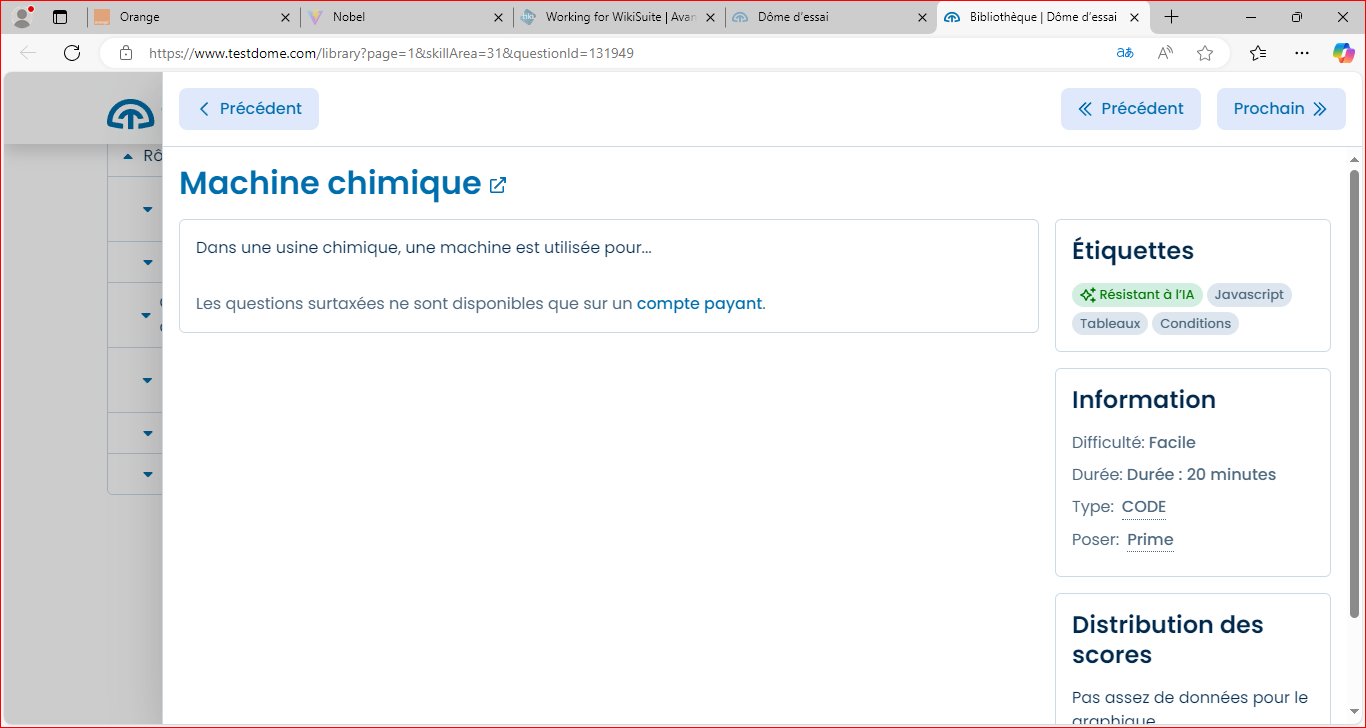 Orange
Nobel
Working for WikiSuite | Avan
Dôme d'essai
Bibliothèque | Dôme d'essai
https://www.testdome.com/library?page=1&skillArea=31&questionId=131949
Précédent
Précédent
Prochain
Rô
Machine chimique
Dans une usine chimique, une machine est utilisée pour...
Les questions surtaxées ne sont disponibles que sur un compte payant.
Étiquettes
Résistant à l'IA
Javascript
Tableaux
Conditions
Information
Difficulté: Facile
Durée: Durée : 20 minutes
Type: CODE
Poser: Prime
Distribution des
scores
Pas assez de données pour le
graphique